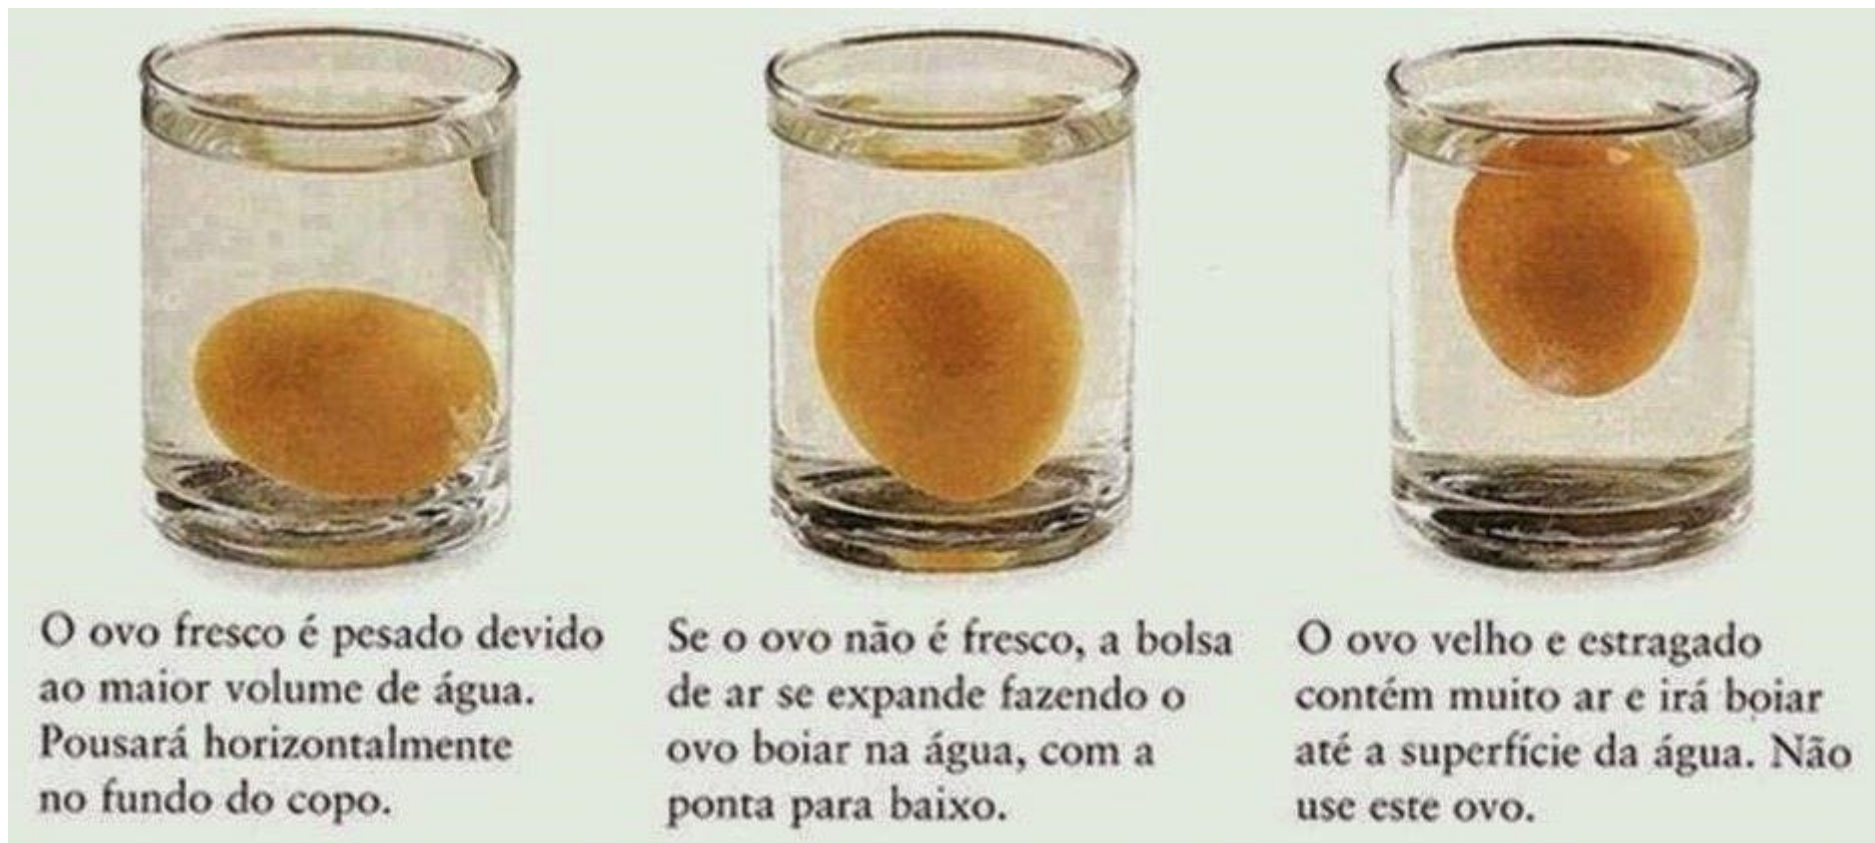 O ovo fresco é pesado devido
ao maior volume de água.
Pousará horizontalmente
no fundo do copo.
Se o ovo não é fresco, a bolsa
de ar se expande fazendo o
ovo boiar na água, com a
ponta para baixo.
O ovo velho e estragado
contém muito ar e irá boiar
até a superfície da água. Não
use este ovo.